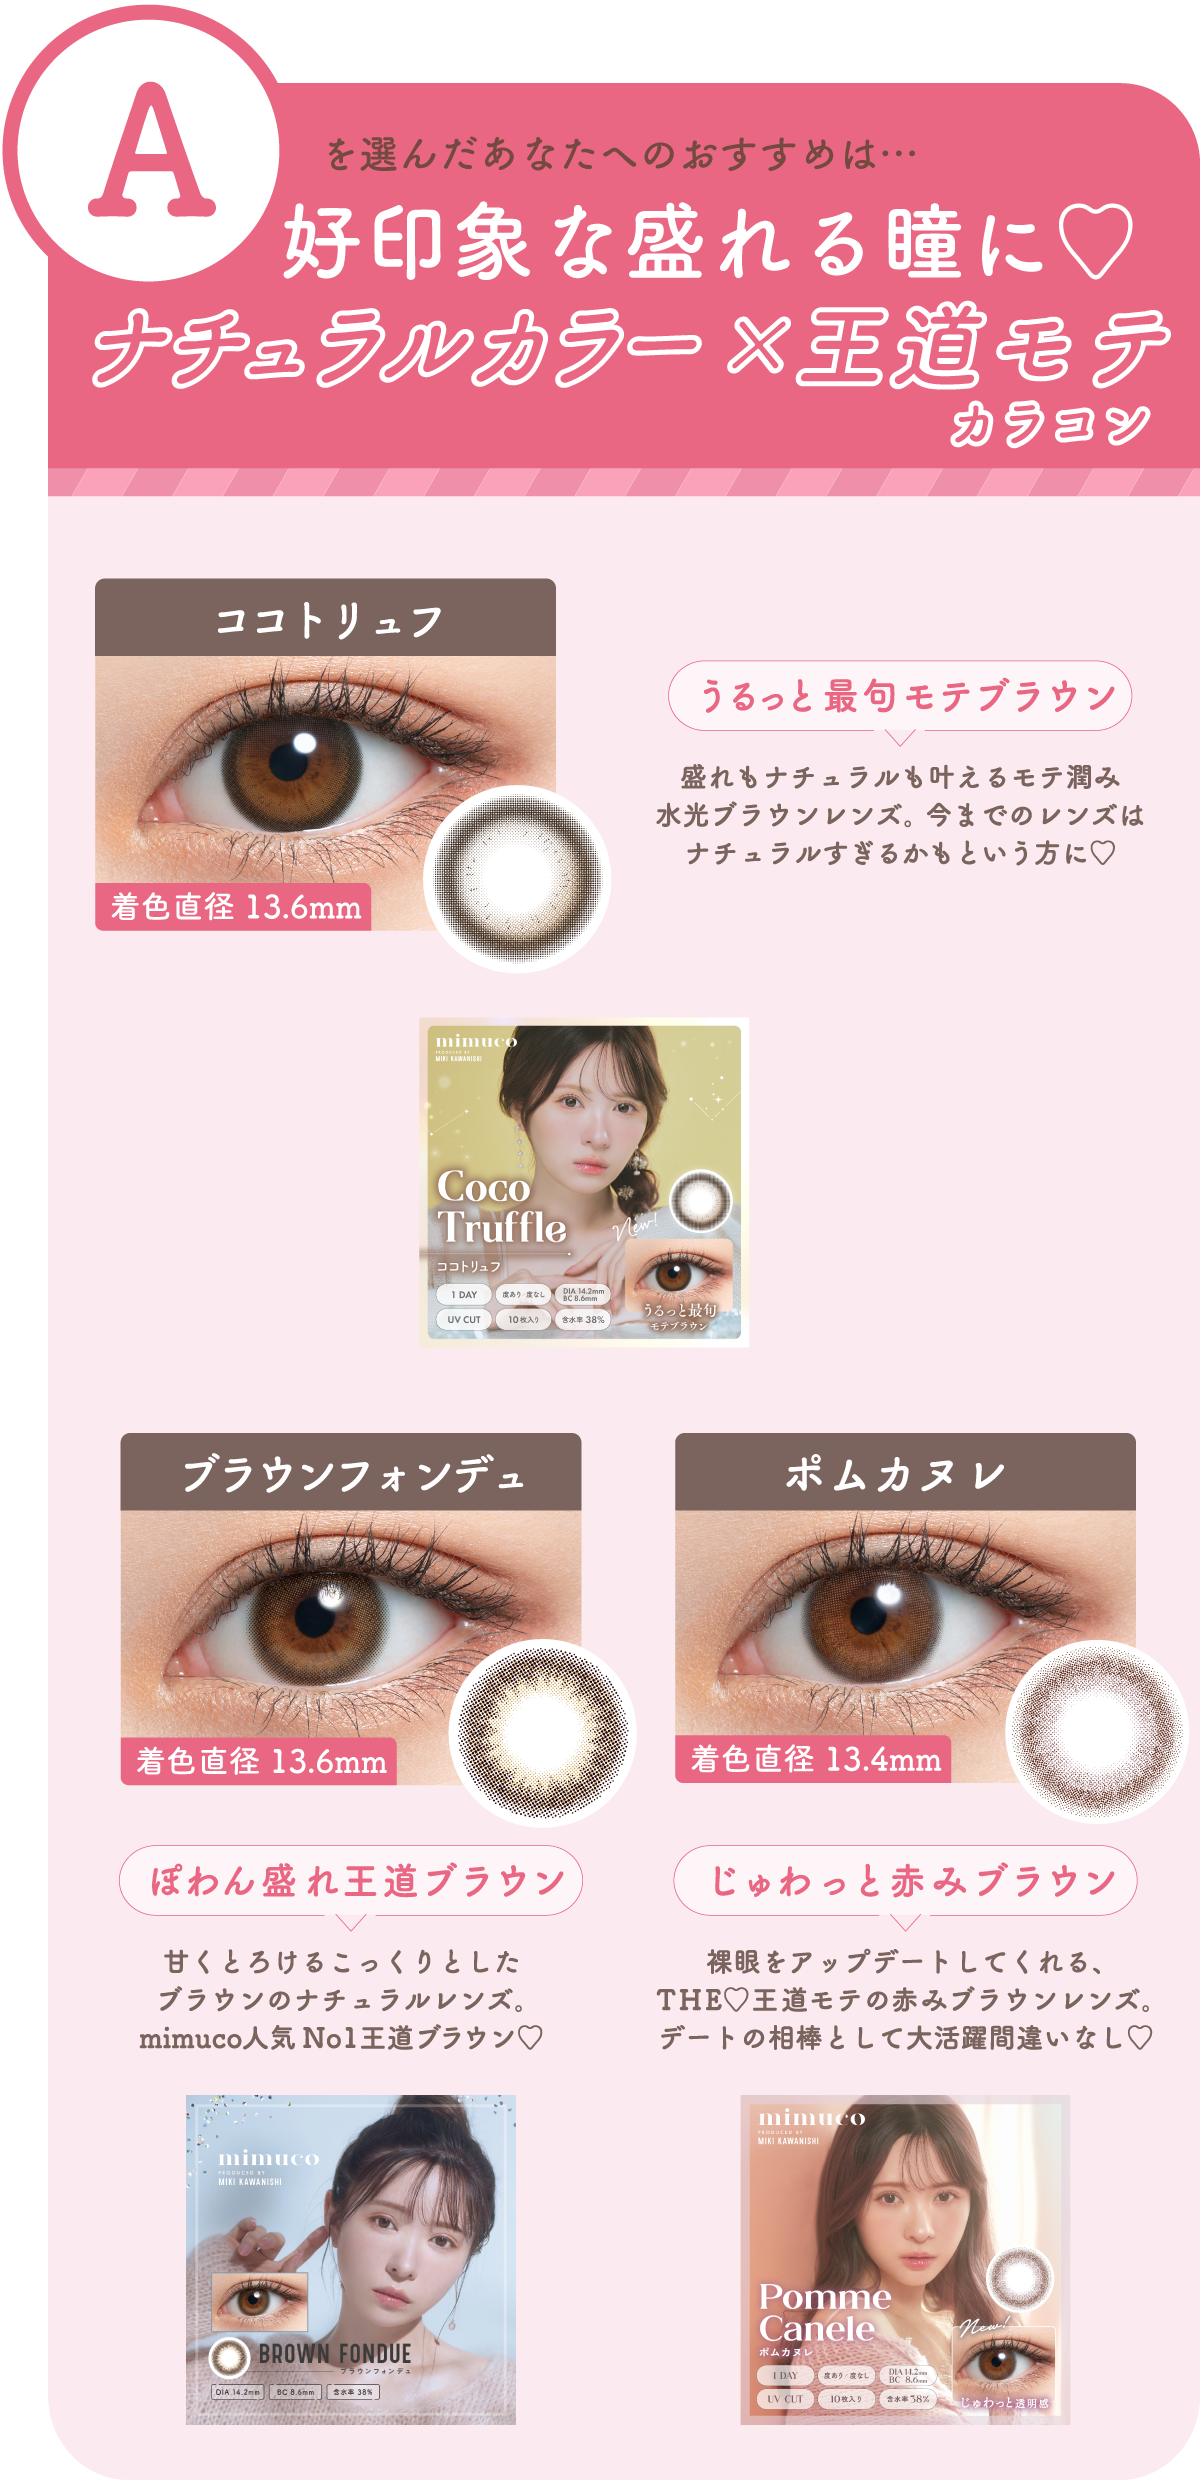 A
を選んだあなたへのおすすめは…
好印象な盛れる瞳に♡
ナチュラルカラー×王道モテ
カラコン
ココトリュフ
着色直径 13.6mm
うるっと最旬モテブラウン
盛れもナチュラルも叶えるモテ潤み
水光ブラウンレンズ。今までのレンズは
ナチュラルすぎるかもという方に♡
mimuco
PRODUCED BY
MIKI KAWANISHI
Coco
Truffle
New!
ココトリュフ
1 DAY
度あり/度なし
DIA 14.2mm
BC 8.6mm
UV CUT
10枚入り
含水率 38%
うるっと最旬
モテブラウン
ブラウンフォンデュ
着色直径 13.6mm
ぽわん盛れ王道ブラウン
甘くとろけるこっくりとした
ブラウンのナチュラルレンズ。
mimuco人気 No1王道ブラウン♡
mimuco
PRODUCED BY
MIKI KAWANISHI
BROWN FONDUE
ブラウンフォンデュ
DIA 14.2mm
BC 8.6mm
含水率 38%
ポムカヌレ
着色直径 13.4mm
じゅわっと赤みブラウン
裸眼をアップデートしてくれる、
THE♡王道モテの赤みブラウンレンズ。
デートの相棒として大活躍間違いなし♡
mimuco
PRODUCED BY
MIKI KAWANISHI
Pomme
Canele
ポムカヌレ
New!
1 DAY
度あり/度なし
DIA 14.2mm
BC 8.6mm
UV CUT
10枚入り
含水率 38%
じゅわっと透明感